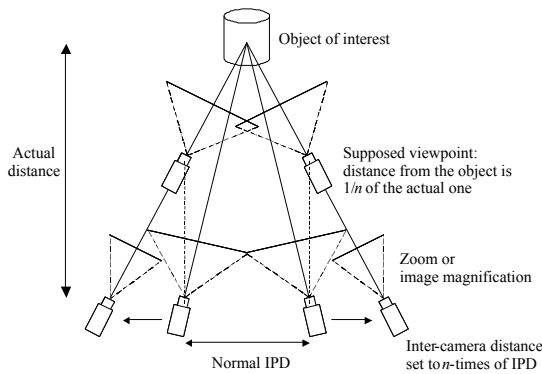 Object of interest
Actual
distance
Supposed viewpoint:
distance from the object is
1/n of the actual one
Zoom or
image magnification
Normal IPD
Inter-camera distance
set to n-times of IPD